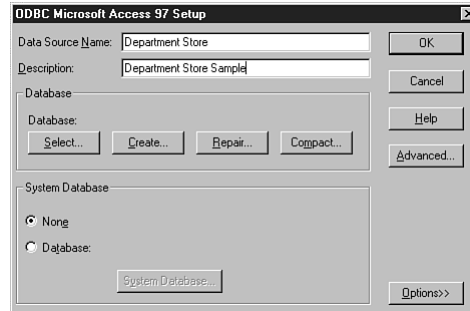 ODBC Microsoft Access 97 Setup
Data Source Name: Department Store
Description: Department Store Sample
OK
Cancel
Help
Advanced...
Options>>
Database
Database:
Select... Create... Repair... Compact...
System Database
None
Database:
System Database...